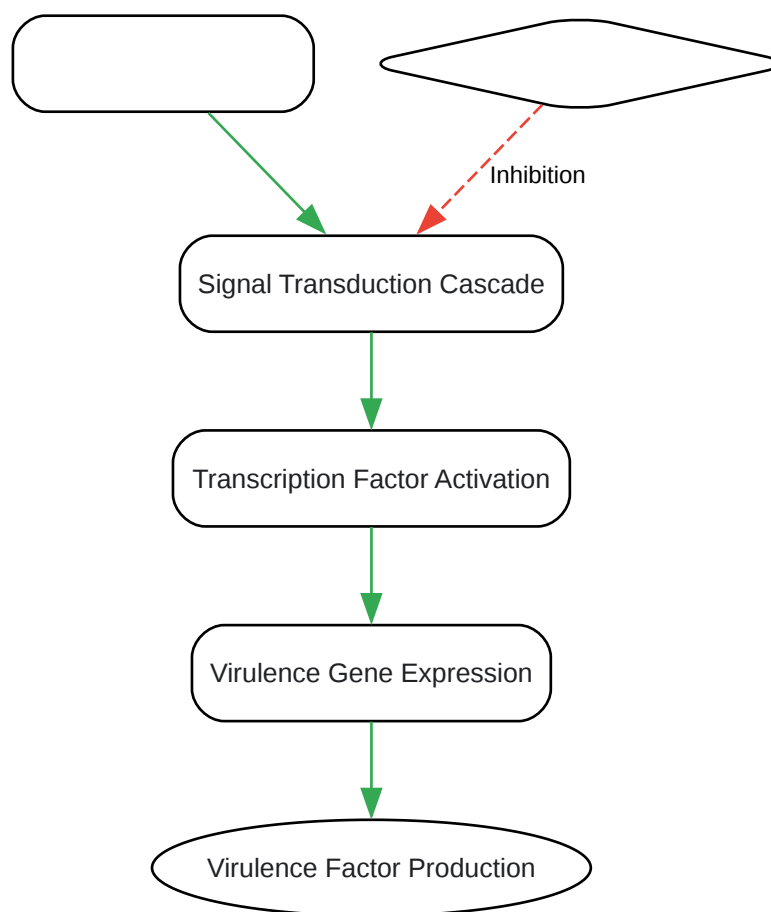 Inhibition
Signal Transduction Cascade
Transcription Factor Activation
Virulence Gene Expression
Virulence Factor Production